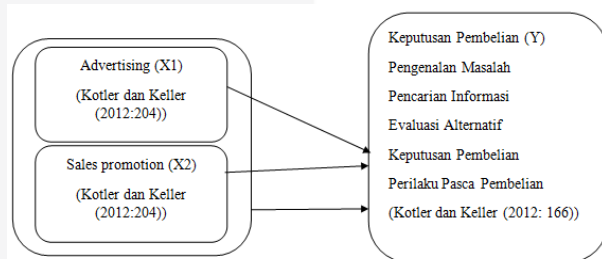 Advertising (X1)
(Kotler dan Keller
(2012:204))
Sales promotion (X2)
(Kotler dan Keller
(2012:204))
Keputusan Pembelian (Y)
Pengenalan Masalah
Pencarian Informasi
Evaluasi Alternatif
Keputusan Pembelian
Perilaku Pasca Pembelian
(Kotler dan Keller (2012: 166))